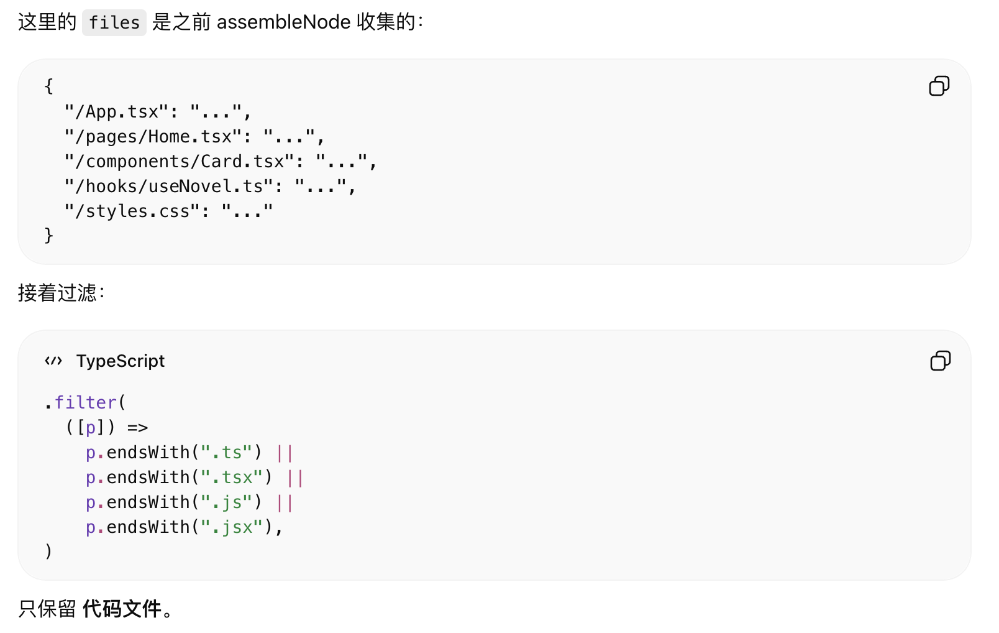 这里的 files 是之前 assembleNode 收集的：
{
  "/App.tsx": "...",
  "/pages/Home.tsx": "...",
  "/components/Card.tsx": "...",
  "/hooks/useNovel.ts": "...",
  "/styles.css": "..."
}
接着过滤：
TypeScript
.filter(
  ([p]) =>
    p.endsWith(".ts") ||
    p.endsWith(".tsx") ||
    p.endsWith(".js") ||
    p.endsWith(".jsx"),
)
只保留 代码文件。